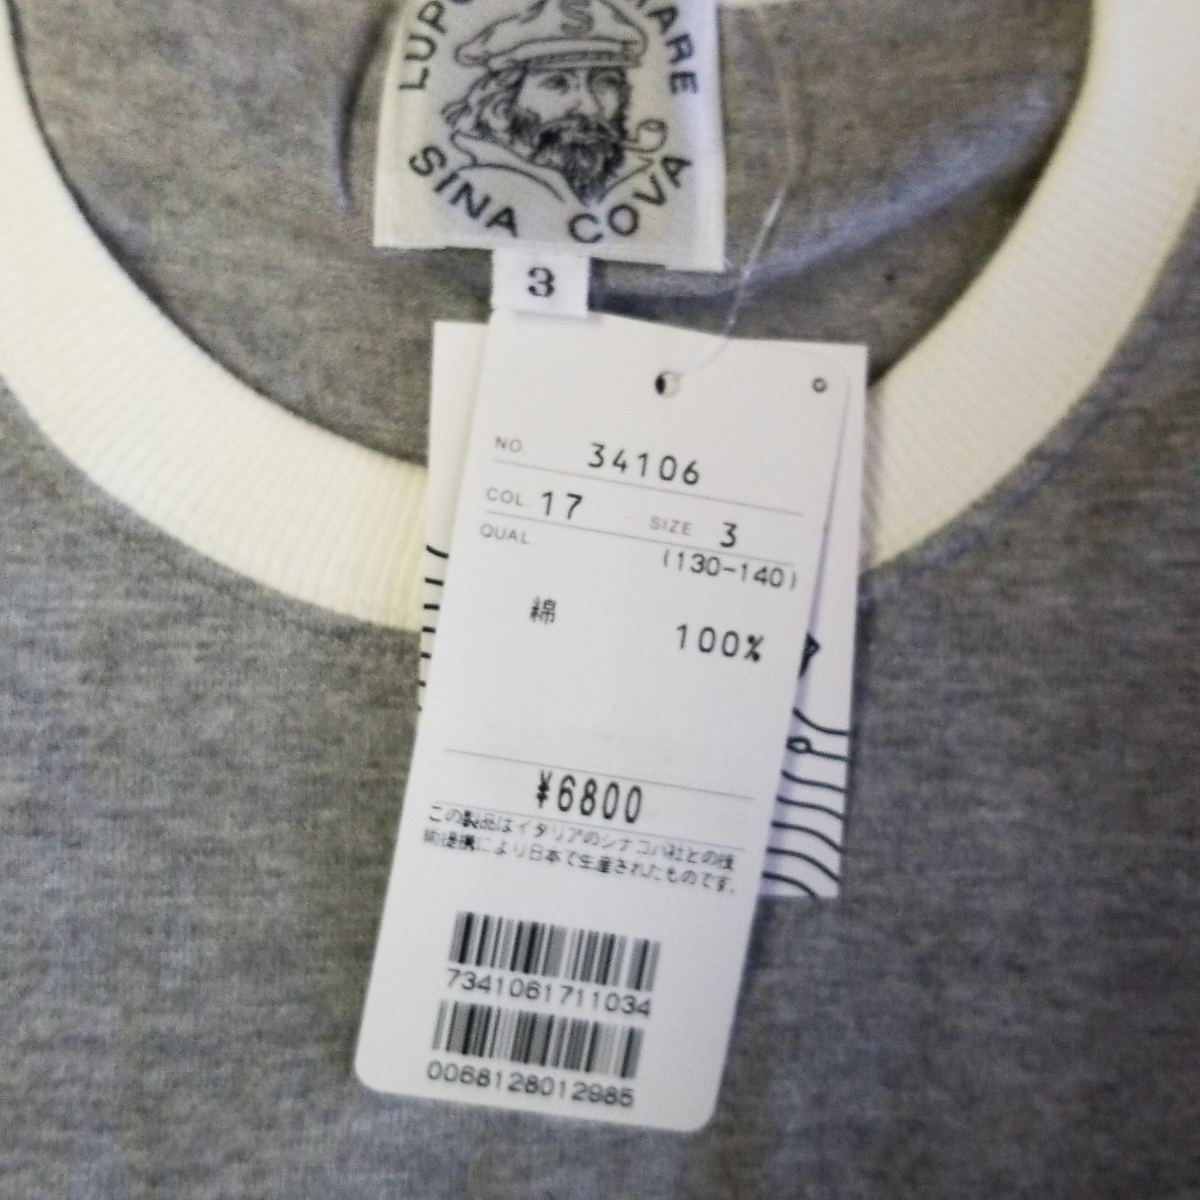 SINA COVA
3
NO. 34106
COL. 17 SIZE 3
QUAL. (130-140)
綿 100%
¥6800
この製品はイタリアのシナコバ社との技
術提携により日本で生産されたものです。
7341061711034
0068128012985